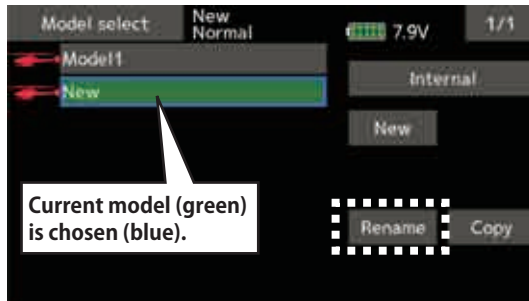 Model select
New
Normal
7.9V
1/1
Model1
Internal
New
New
Current model (green)
is chosen (blue).
Rename
Copy